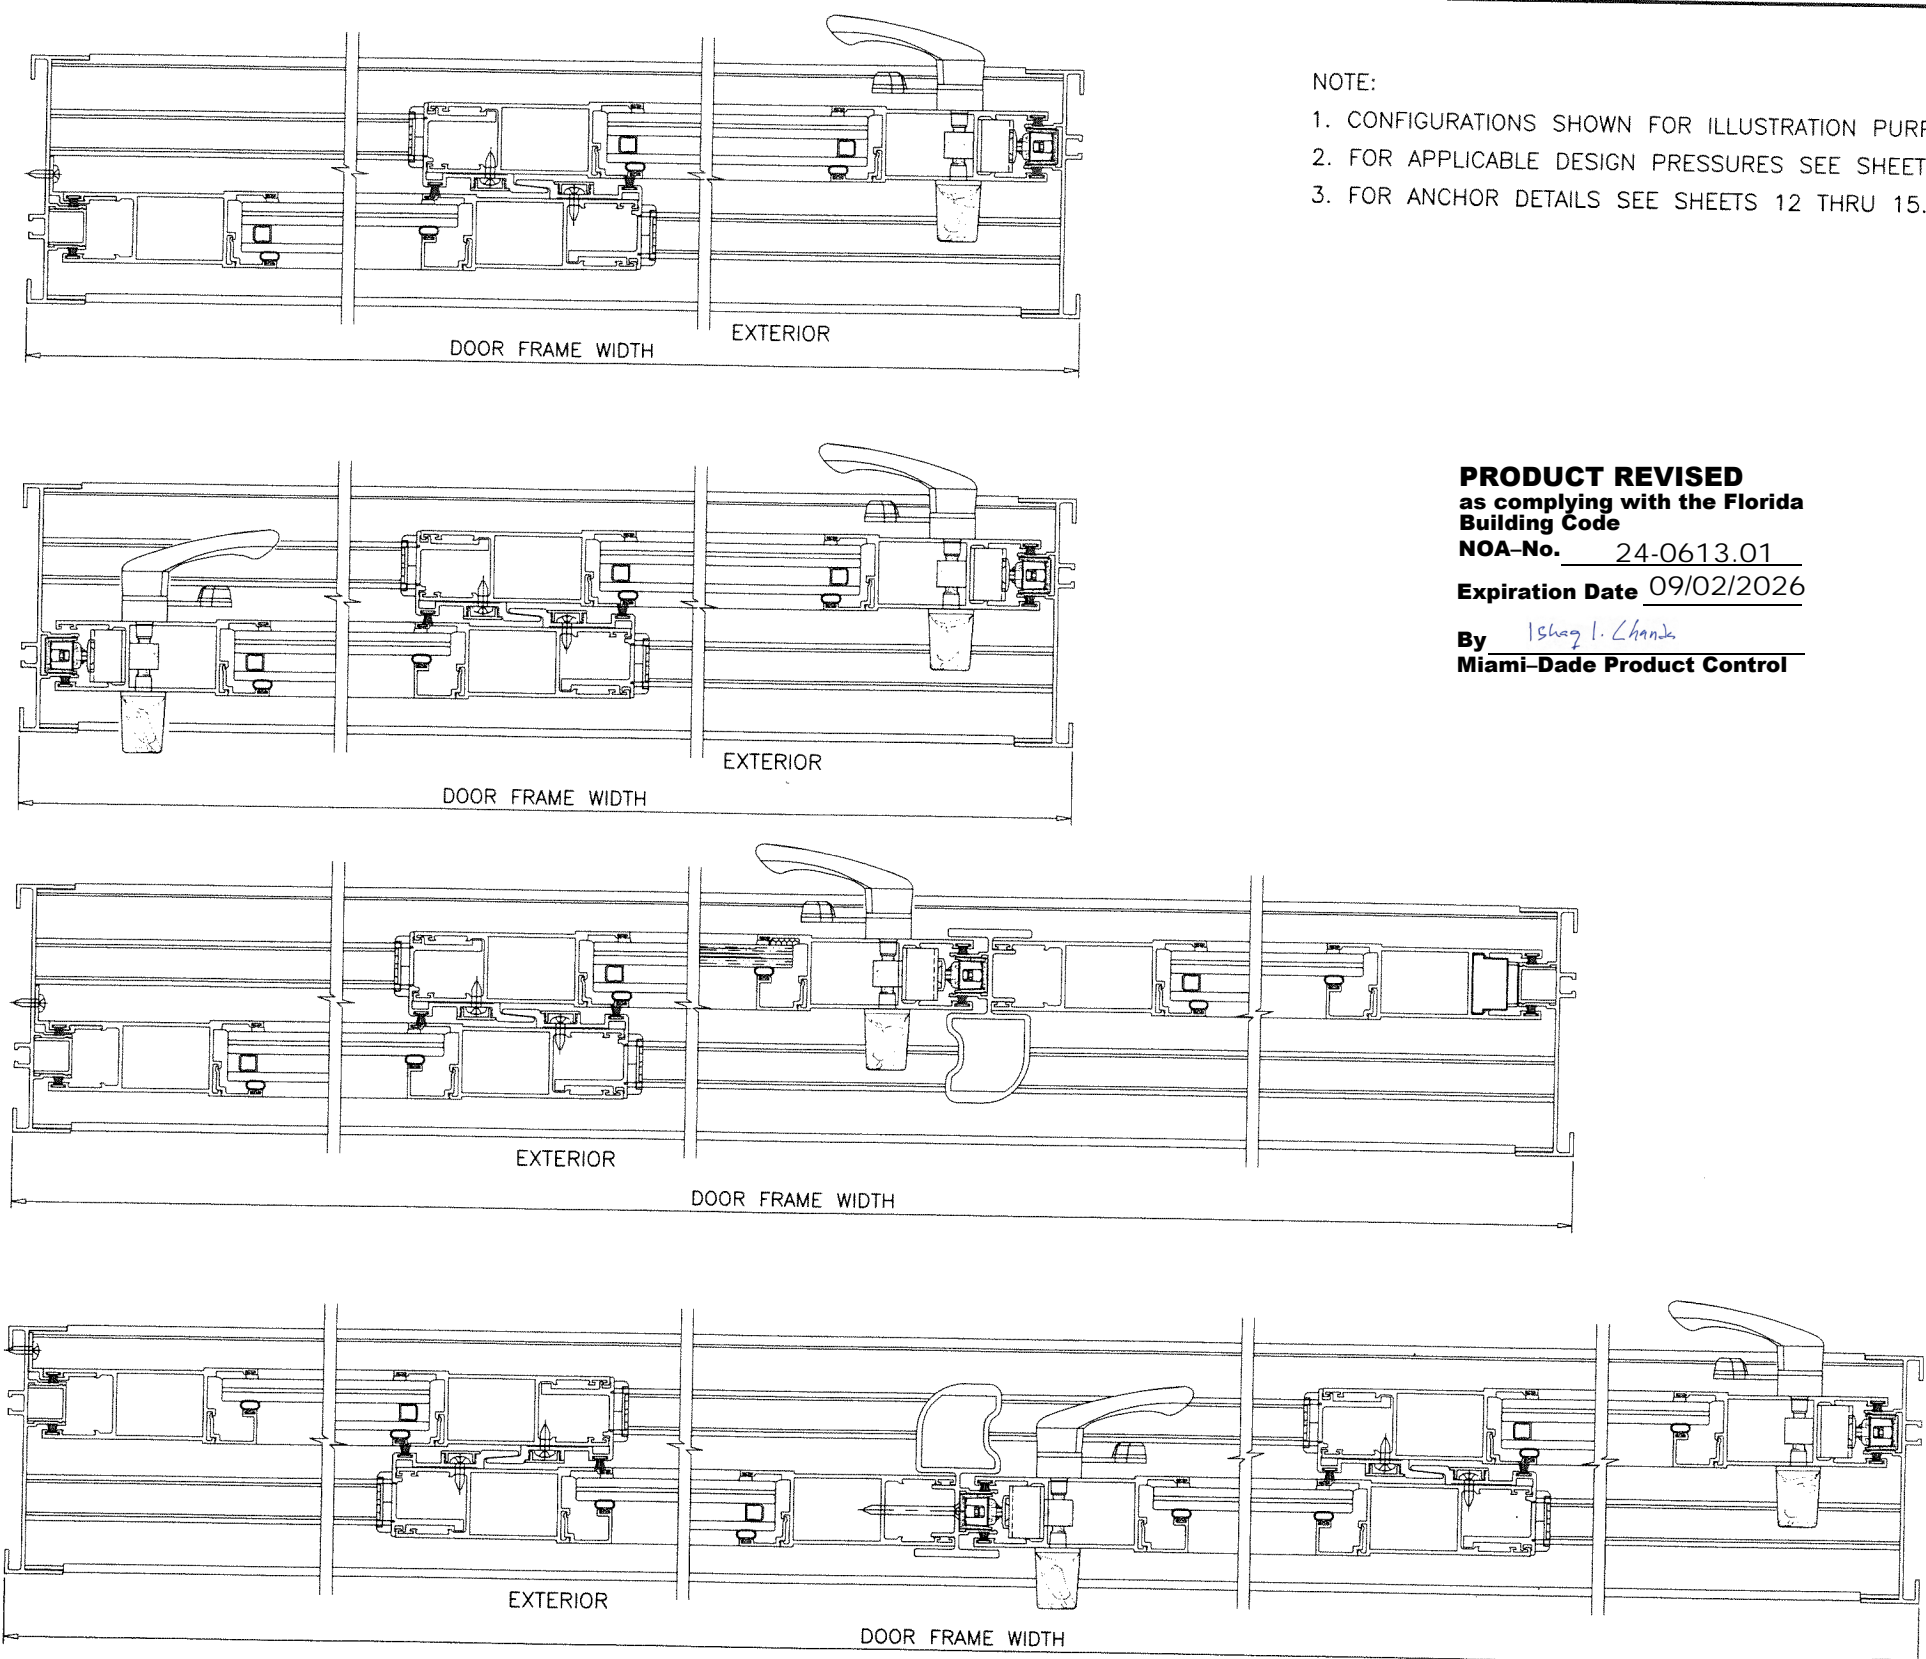 NOTE:
1. CONFIGURATIONS SHOWN FOR ILLUSTRATION
2. FOR APPLICABLE DESIGN PRESSURES SEE SHEET
3. FOR ANCHOR DETAILS SEE SHEETS 12 THRU 15.
EXTERIOR
DOOR FRAME WIDTH
PRODUCT REVISED
as complying with the Florida
Building Code
NOA–No. 24-0613.01
Expiration Date 09/02/2026
By Ishaq I. Chanda
Miami–Dade Product Control
EXTERIOR
DOOR FRAME WIDTH
EXTERIOR
DOOR FRAME WIDTH
EXTERIOR
DOOR FRAME WIDTH